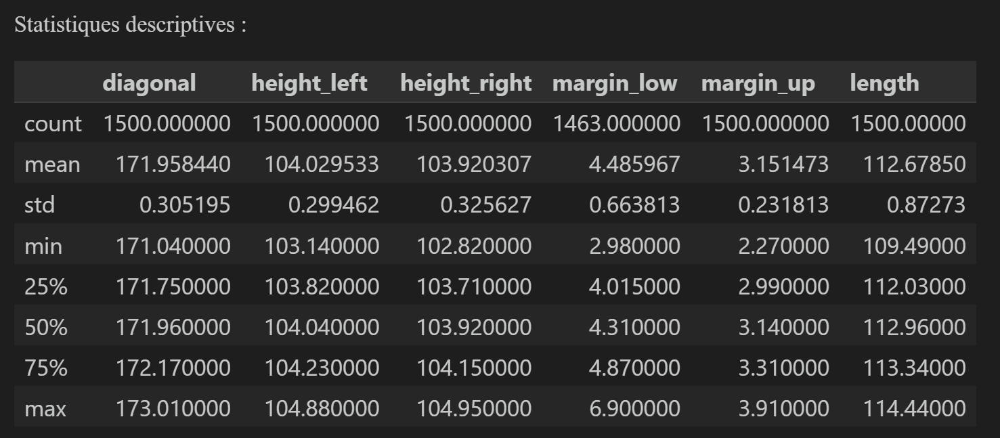 Statistiques descriptives :
diagonal height_left height_right margin_low margin_up length
count 1500.000000 1500.000000 1500.000000 1463.000000 1500.000000 1500.00000
mean 171.958440 104.029533 103.920307 4.485967 3.151473 112.67850
std 0.305195 0.299462 0.325627 0.663813 0.231813 0.87273
min 171.040000 103.140000 102.820000 2.980000 2.270000 109.49000
25% 171.750000 103.820000 103.710000 4.015000 2.990000 112.03000
50% 171.960000 104.040000 103.920000 4.310000 3.140000 112.96000
75% 172.170000 104.230000 104.150000 4.870000 3.310000 113.34000
max 173.010000 104.880000 104.950000 6.900000 3.910000 114.44000